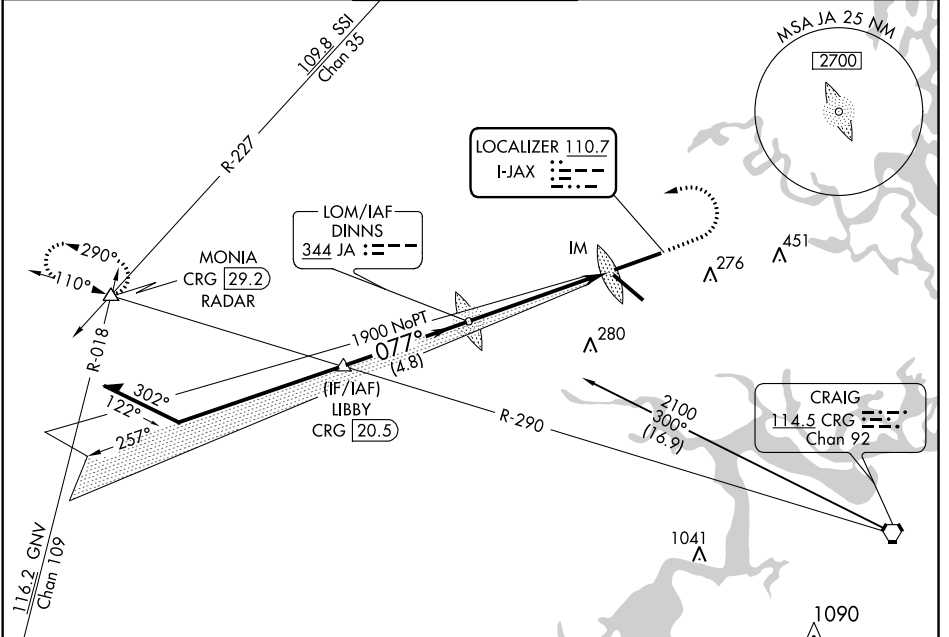 109.8 SSI
Chan 35
MSA JA 25 NM
2700
R-227
LOCALIZER 110.7
I-JAX
LOM/IAF
DINNS
344 JA
IM
290°
110°
MONIA
CRG 29.2
RADAR
276
451
R-018
1900 NoPT
077°
(4.8)
280
302°
122°
257°
(IF/IAF)
LIBBY
CRG 20.5
R-290
2100
300°
(16.9)
CRAIG
114.5 CRG
Chan 92
116.2 GNV
Chan 109
1041
1090